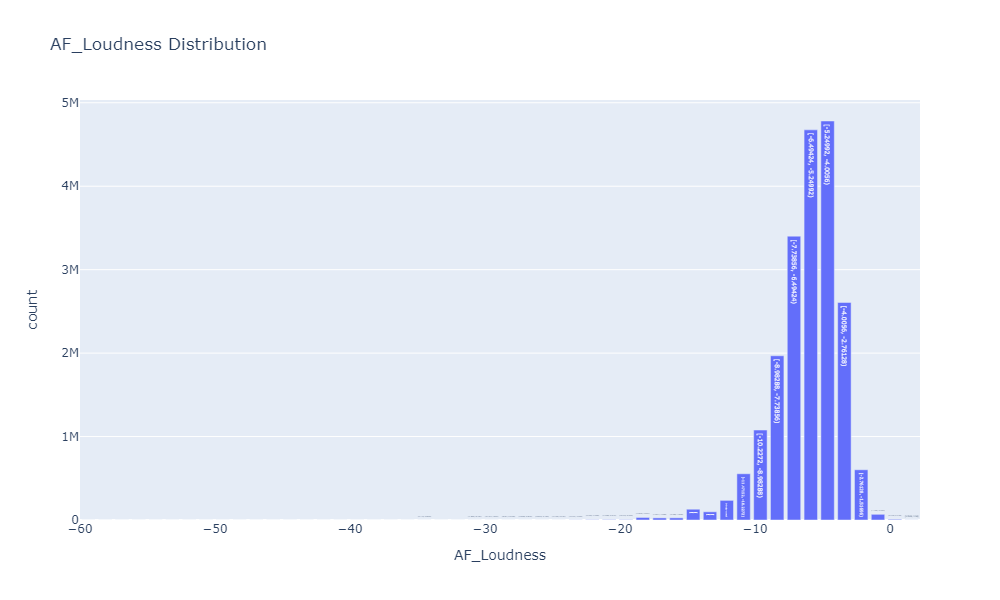 AF_Loudness Distribution
5M
4M
3M
2M
1M
0
count
[-10.2272, -8.98288)
[-8.98288, -7.73856)
[-7.73856, -6.49424)
[-6.49424, -5.24992)
[-5.24992, -4.0056)
[-4.0056, -2.76128)
−60
−50
−40
−30
−20
−10
0
AF_Loudness